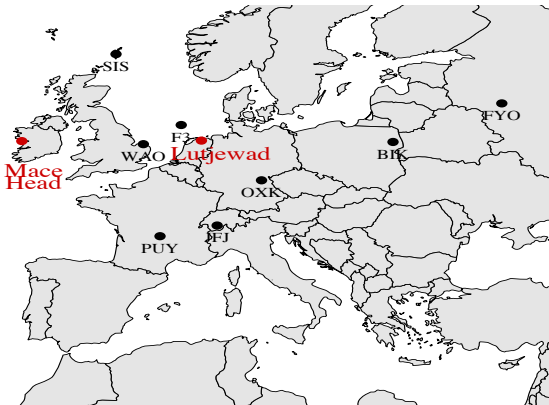 SIS
FYO
F3
WAO
Lutjewad
BIK
Mace
Head
OXK
JFJ
PUY